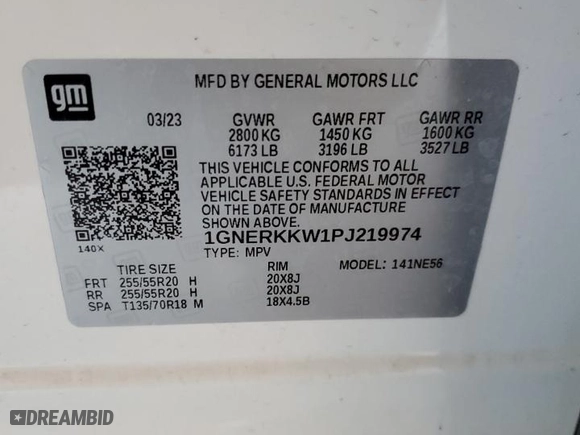 gm
MFD BY GENERAL MOTORS LLC
03/23 GVWR GAWR FRT GAWR RR
2800 KG 1450 KG 1600 KG
6173 LB 3196 LB 3527 LB
THIS VEHICLE CONFORMS TO ALL
APPLICABLE U.S. FEDERAL MOTOR
VEHICLE SAFETY STANDARDS IN EFFECT
ON THE DATE OF MANUFACTURE
SHOWN ABOVE.
140X
1GNERKKW1PJ219974
TYPE: MPV MODEL: 141NE56
TIRE SIZE RIM
FRT 255/55R20 H 20X8J
RR 255/55R20 H 20X8J
SPA T135/70R18 M 18X4.5B
DREAMBID